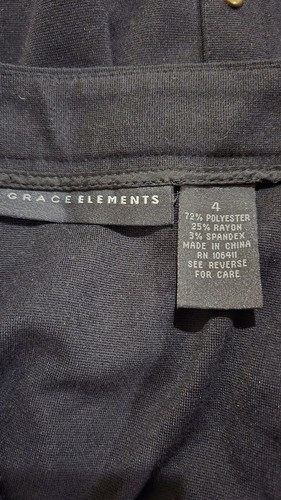 GRACE ELEMENTS
4
72% POLYESTER
25% RAYON
3% SPANDEX
MADE IN CHINA
RN 106411
SEE REVERSE
FOR CARE